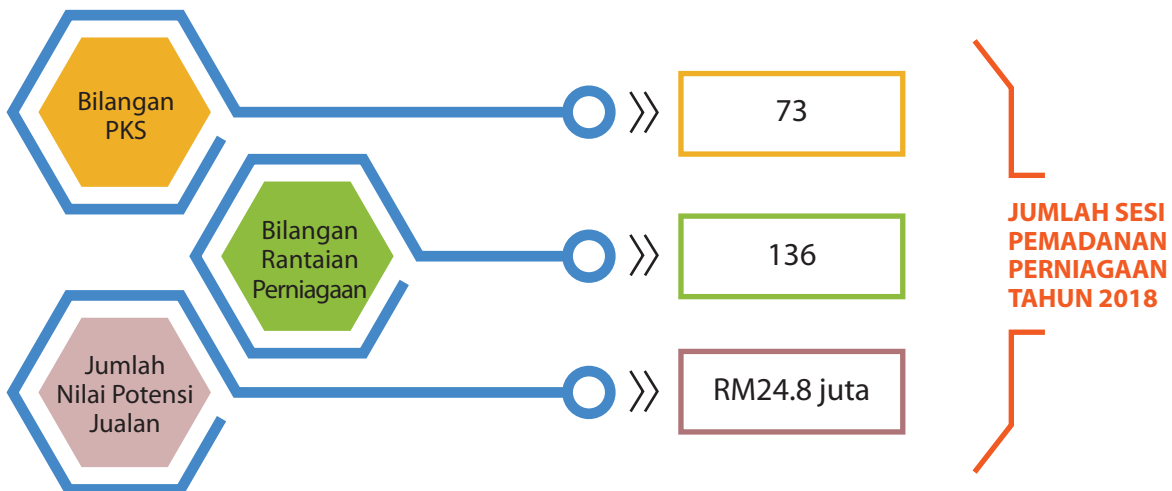 Bilangan
PKS
73
Bilangan
Rantaian
Perniagaan
136
Jumlah
Nilai Potensi
Jualan
RM24.8 juta
JUMLAH SESI
PEMADANAN
PERNIAGAAN
TAHUN 2018